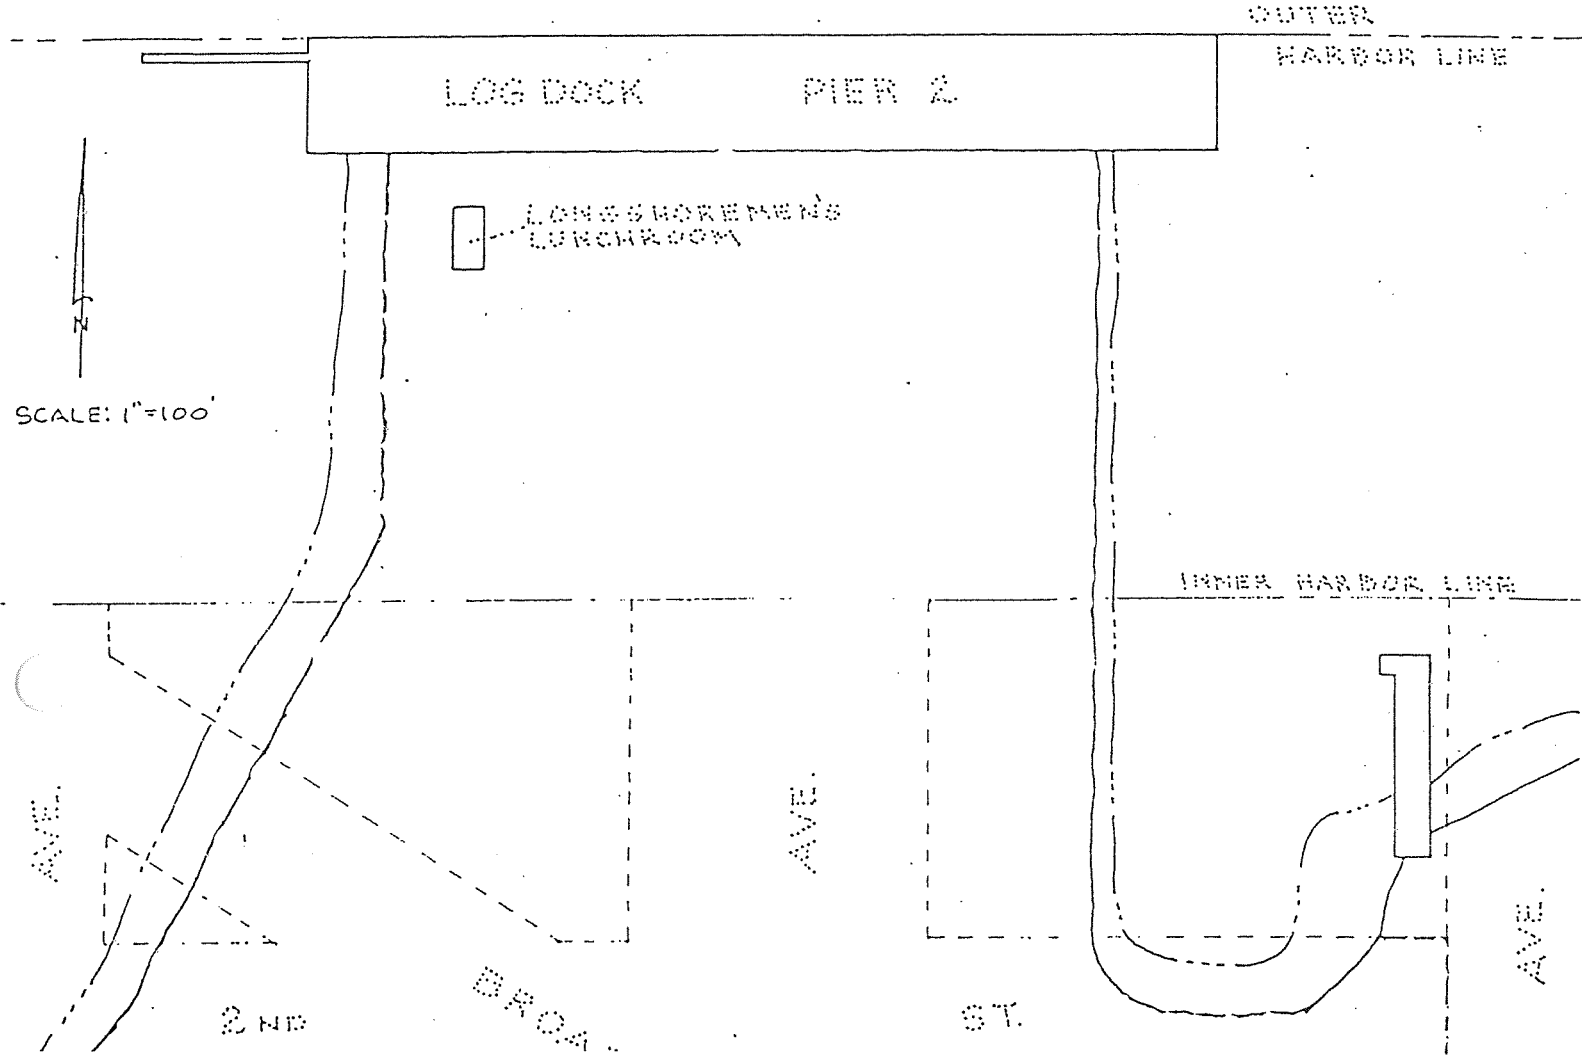 OUTER
HARBOR LINE
LOG DOCK PIER 2
LONGSHOREMEN'S
LUNCHROOM
N
SCALE: 1"=100'
INNER HARBOR LINE
AVE.
AVE.
AVE.
2ND
BROA
ST.